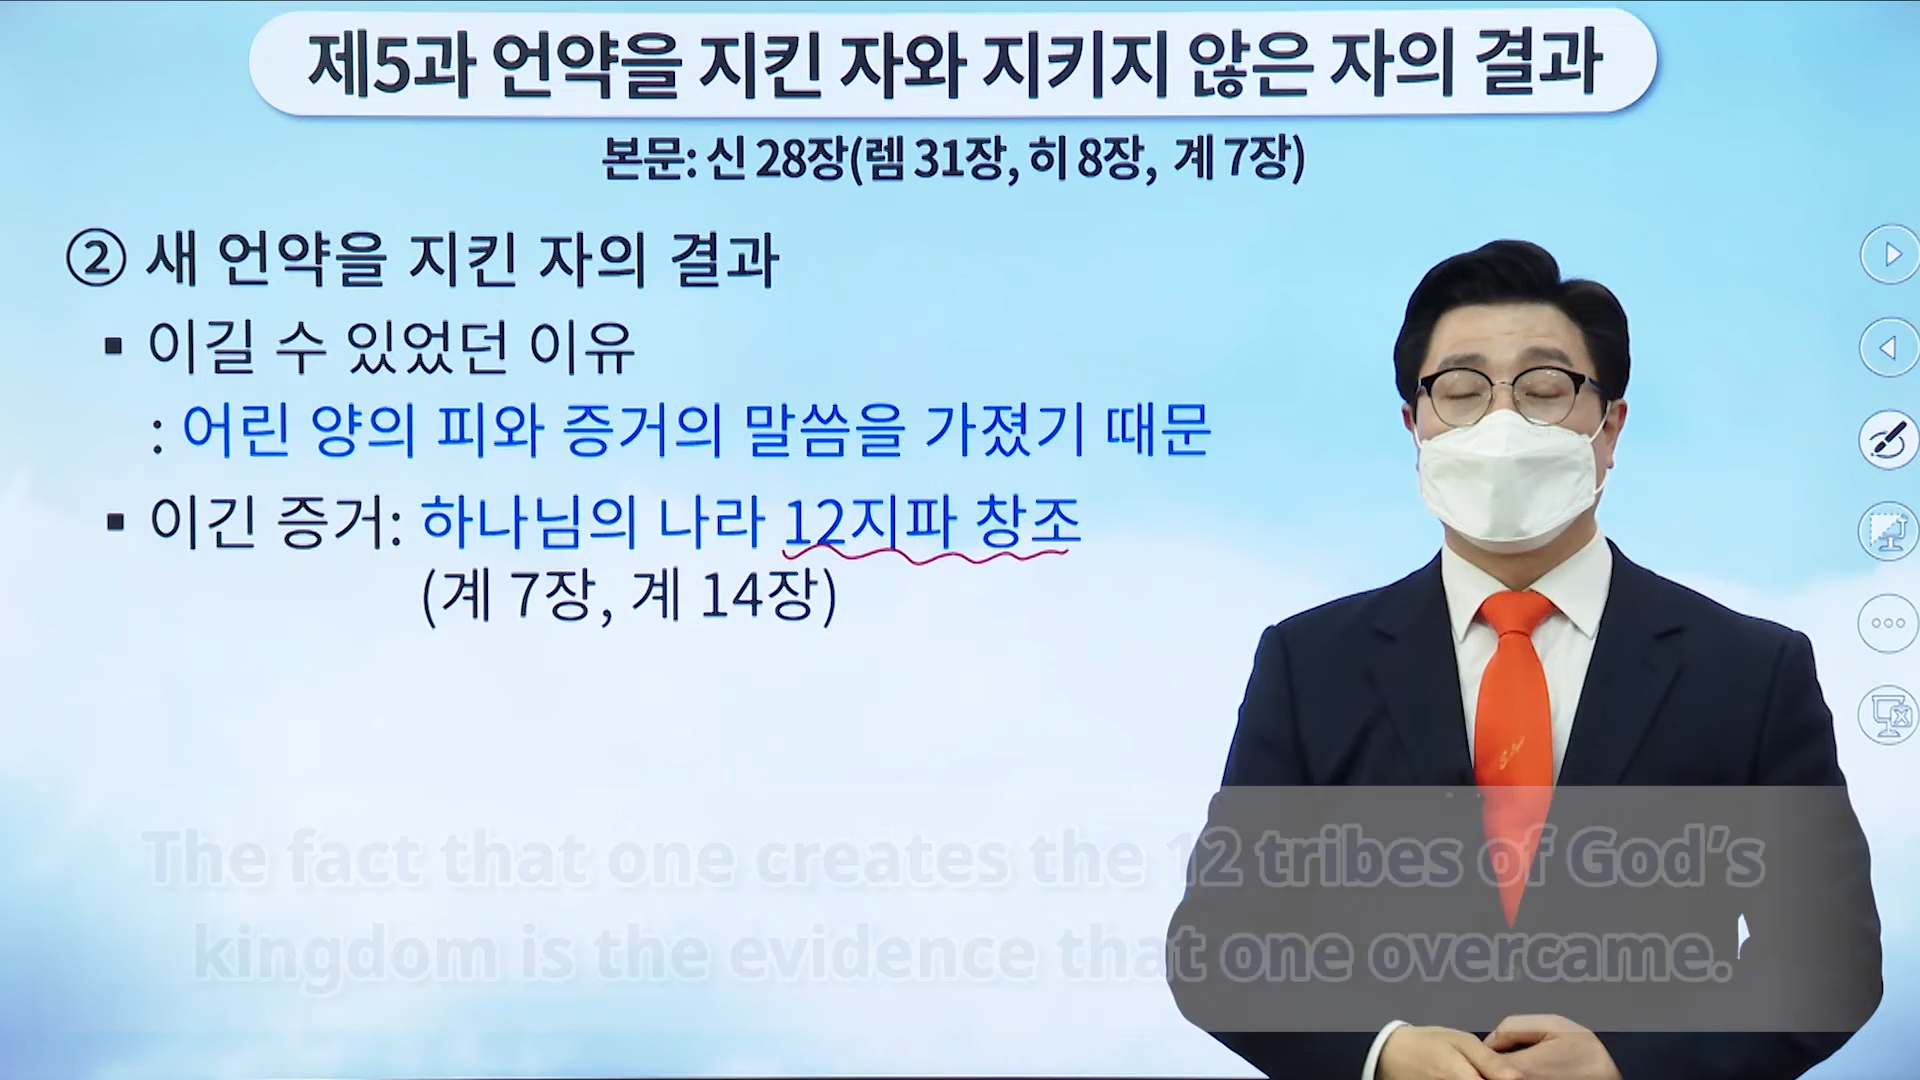 제5과 언약을 지킨 자와 지키지 않은 자의 결과
본문: 신 28장(렘 31장, 히 8장, 계 7장)
② 새 언약을 지킨 자의 결과
▪ 이길 수 있었던 이유
: 어린 양의 피와 증거의 말씀을 가졌기 때문
▪ 이긴 증거: 하나님의 나라 12지파 창조
(계 7장, 계 14장)
The fact that one creates the 12 tribes of God’s
kingdom is the evidence that one overcame.